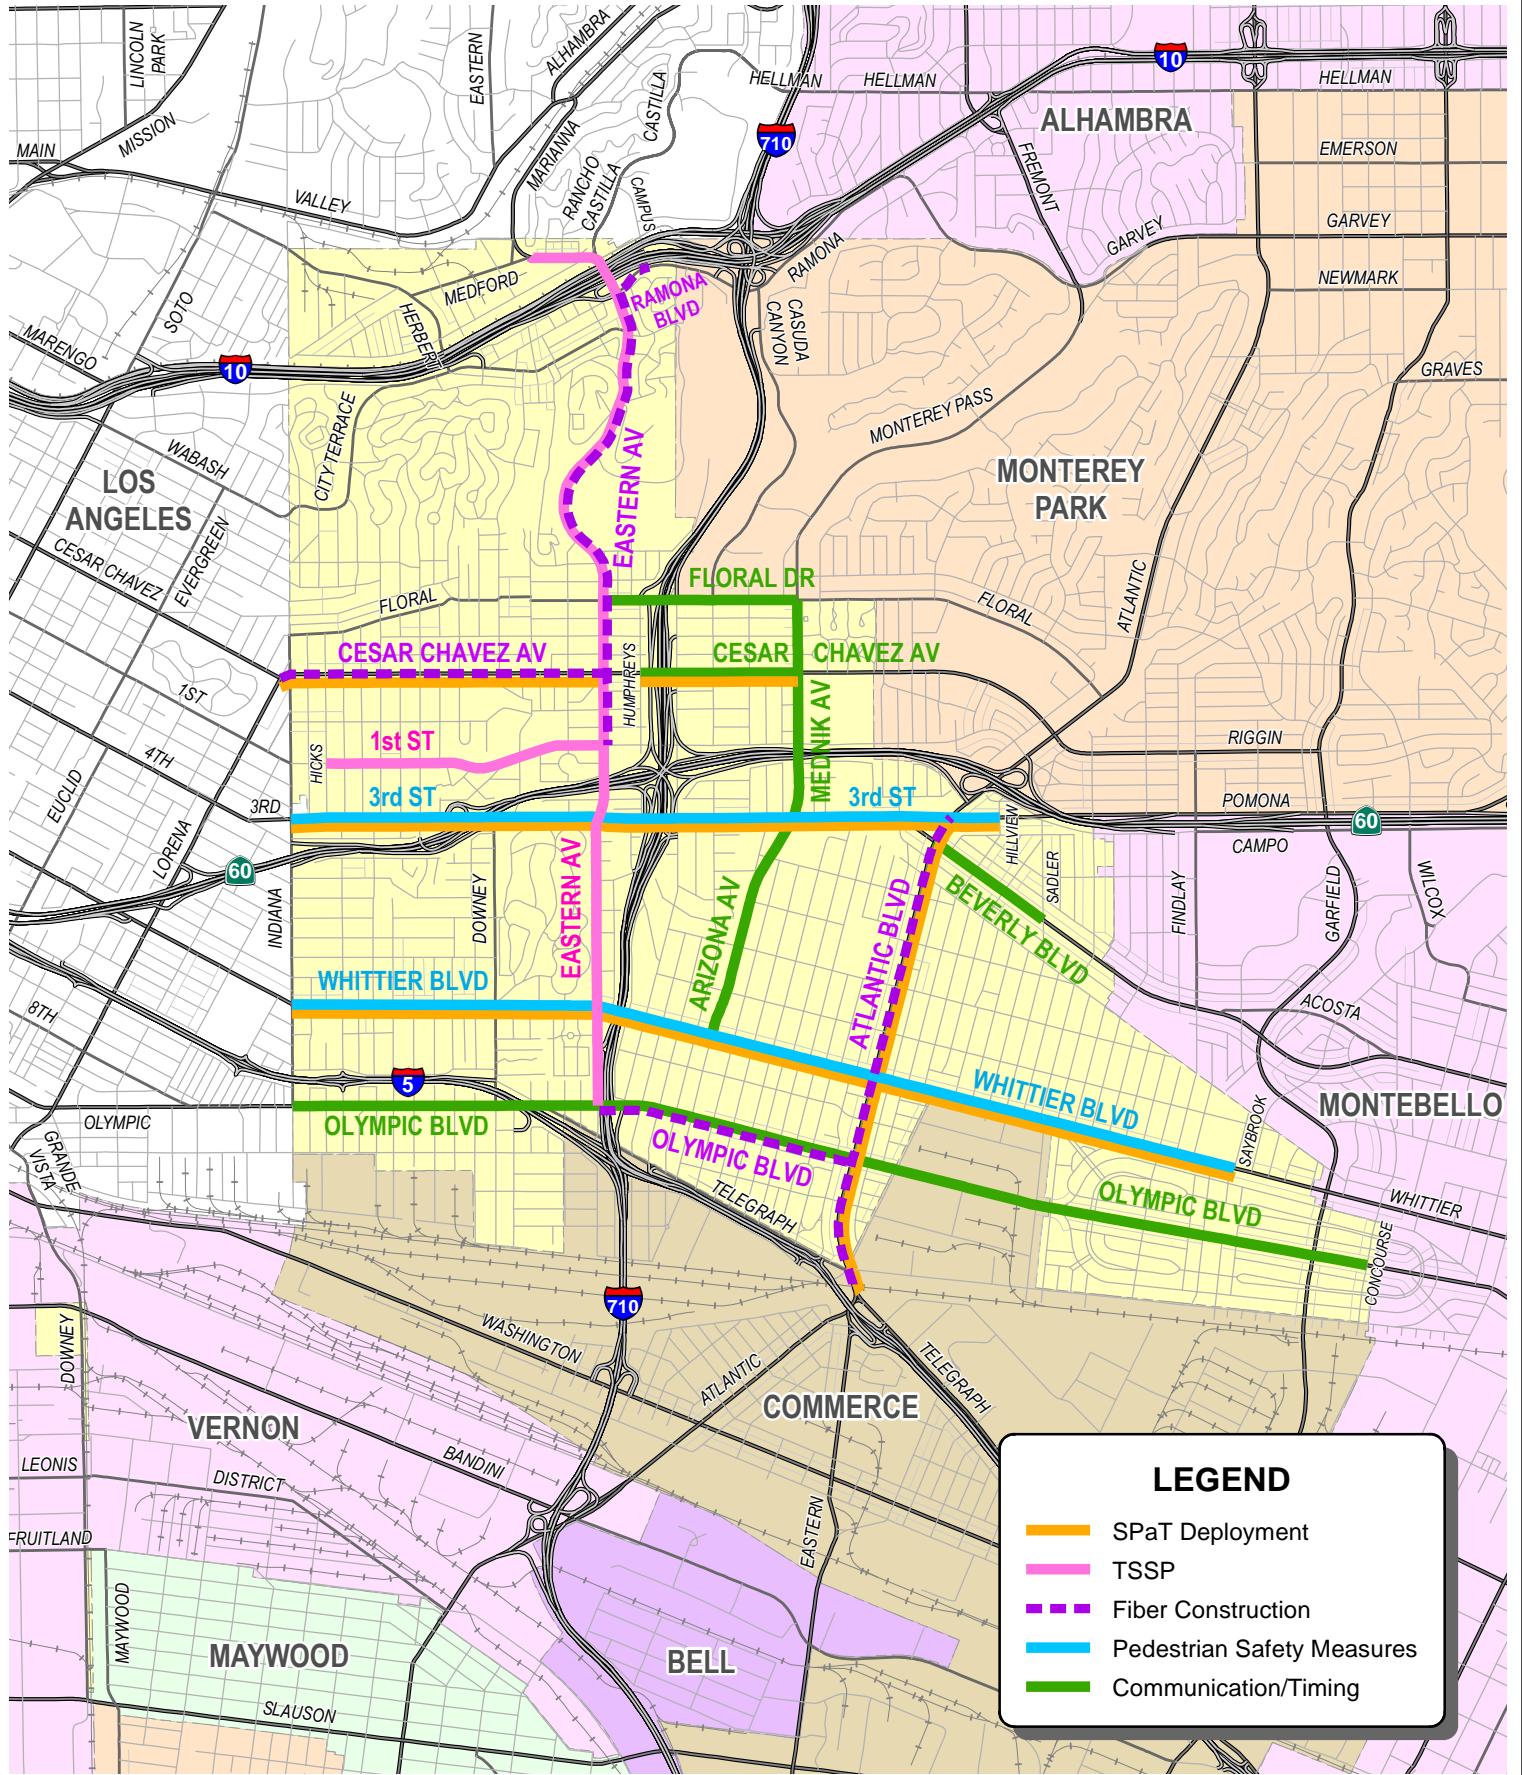 LINCOLN
PARK
EASTERN
ALHAMBRA
MISSION
MAIN
VALLEY
MARIANNA
RANCHO
CASTILLA
CASTILLA
CAMPUS
HELLMAN
HELLMAN
HELLMAN
10
710
ALHAMBRA
FREMONT
EMERSON
GARVEY
GARVEY
NEWMARK
GRAVES
RAMONA
SOTO
MARENGO
MEDFORD
HERBERT
RAMONA
BLVD
CASUDA
CANYON
10
MONTEREY PASS
CITY TERRACE
WABASH
LOS
ANGELES
EVERGREEN
CESAR CHAVEZ
EASTERN AV
MONTEREY
PARK
ATLANTIC
FLORAL
FLORAL DR
FLORAL
CESAR CHAVEZ AV
CESAR CHAVEZ AV
HUMPHREYS
MEDNIK AV
1ST
4TH
EUCLID
LORENA
HICKS
1st ST
3RD
3rd ST
3rd ST
RIGGIN
POMONA
60
CAMPO
60
HILLVIEW
SADLER
FINDLAY
GARFIELD
WILCOX
INDIANA
DOWNEY
EASTERN AV
ARIZONA AV
ATLANTIC BLVD
BEVERLY BLVD
WHITTIER BLVD
ACOSTA
8TH
5
WHITTIER BLVD
MONTEBELLO
OLYMPIC
OLYMPIC BLVD
OLYMPIC BLVD
SAYBROOK
GRANDE
VISTA
TELEGRAPH
OLYMPIC BLVD
WHITTIER
CONCOURSE
710
DOWNEY
WASHINGTON
ATLANTIC
TELEGRAPH
COMMERCE
VERNON
BANDINI
LEONIS
DISTRICT
FRUITLAND
EASTERN
MAYWOOD
MAYWOOD
BELL
SLAUSON
LEGEND
SPaT Deployment
TSSP
Fiber Construction
Pedestrian Safety Measures
Communication/Timing